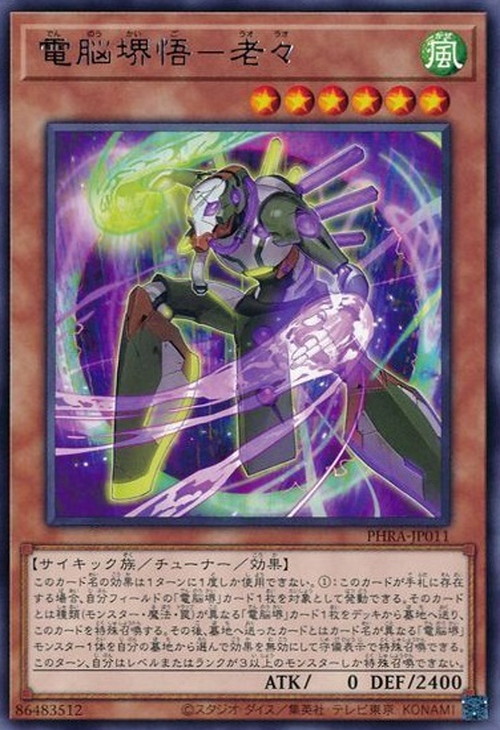 電脳堺悟－老々
風
PHRA-JP011
【サイキック族／チューナー／効果】
このカード名の効果は１ターンに１度しか使用できない。①：このカードが手札に存在
する場合、自分フィールドの「電脳堺」カード１枚を対象として発動できる。そのカード
とは種類（モンスター・魔法・罠）が異なる「電脳堺」カード１枚をデッキから墓地へ送り、
このカードを特殊召喚する。その後、墓地へ送ったカードとはカード名が異なる「電脳堺」
モンスター１体を自分の墓地から選んで効果を無効にして守備表示で特殊召喚できる。
このターン、自分はレベルまたはランクが３以上のモンスターしか特殊召喚できない。
ATK/ 0 DEF/2400
86483512 ©スタジオ・ダイス／集英社・テレビ東京・KONAMI